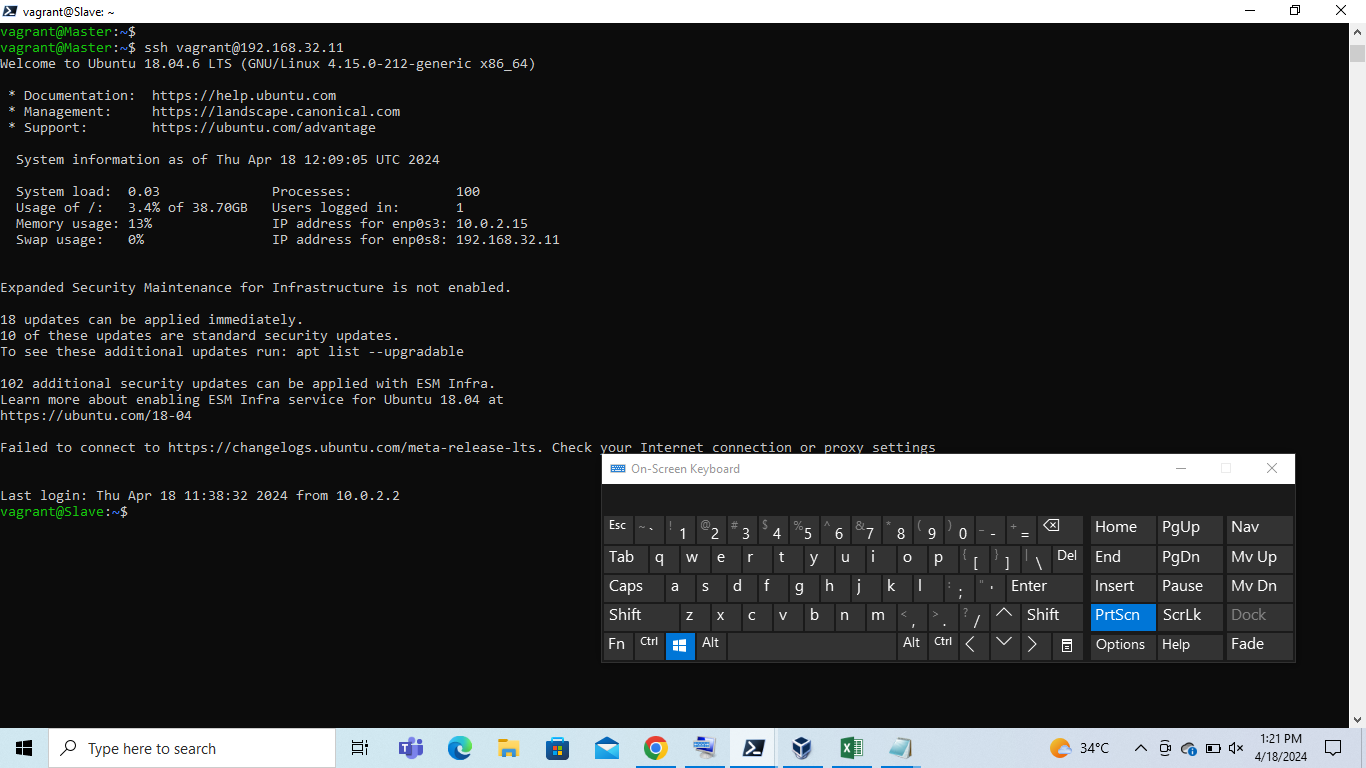 vagrant@Slave: ~
vagrant@Master:~$
vagrant@Master:~$ ssh vagrant@192.168.32.11
Welcome to Ubuntu 18.04.6 LTS (GNU/Linux 4.15.0-212-generic x86_64)
* Documentation:  https://help.ubuntu.com
* Management:     https://landscape.canonical.com
* Support:        https://ubuntu.com/advantage
System information as of Thu Apr 18 12:09:05 UTC 2024
System load:  0.03              Processes:             100
Usage of /:   3.4% of 38.70GB   Users logged in:       1
Memory usage: 13%               IP address for enp0s3: 10.0.2.15
Swap usage:   0%                IP address for enp0s8: 192.168.32.11
Expanded Security Maintenance for Infrastructure is not enabled.
18 updates can be applied immediately.
10 of these updates are standard security updates.
To see these additional updates run: apt list --upgradable
102 additional security updates can be applied with ESM Infra.
Learn more about enabling ESM Infra service for Ubuntu 18.04 at
https://ubuntu.com/18-04
Failed to connect to https://changelogs.ubuntu.com/meta-release-lts. Check your Internet connection or proxy settings
Last login: Thu Apr 18 11:38:32 2024 from 10.0.2.2
vagrant@Slave:~$
On-Screen Keyboard
Esc ~ ` ! 1 @ 2 # 3 $ 4 % 5 ^ 6 & 7 * 8 ( 9 ) 0 _ - + = Home PgUp Nav
Tab q w e r t y u i o p { [ } ] | \ Del End PgDn Mv Up
Caps a s d f g h j k l : ; " ' Enter Insert Pause Mv Dn
Shift z x c v b n m < , > . ? / Shift PrtScn ScrLk Dock
Fn Ctrl Alt Alt Ctrl Options Help Fade
Type here to search
34°C
1:21 PM
4/18/2024